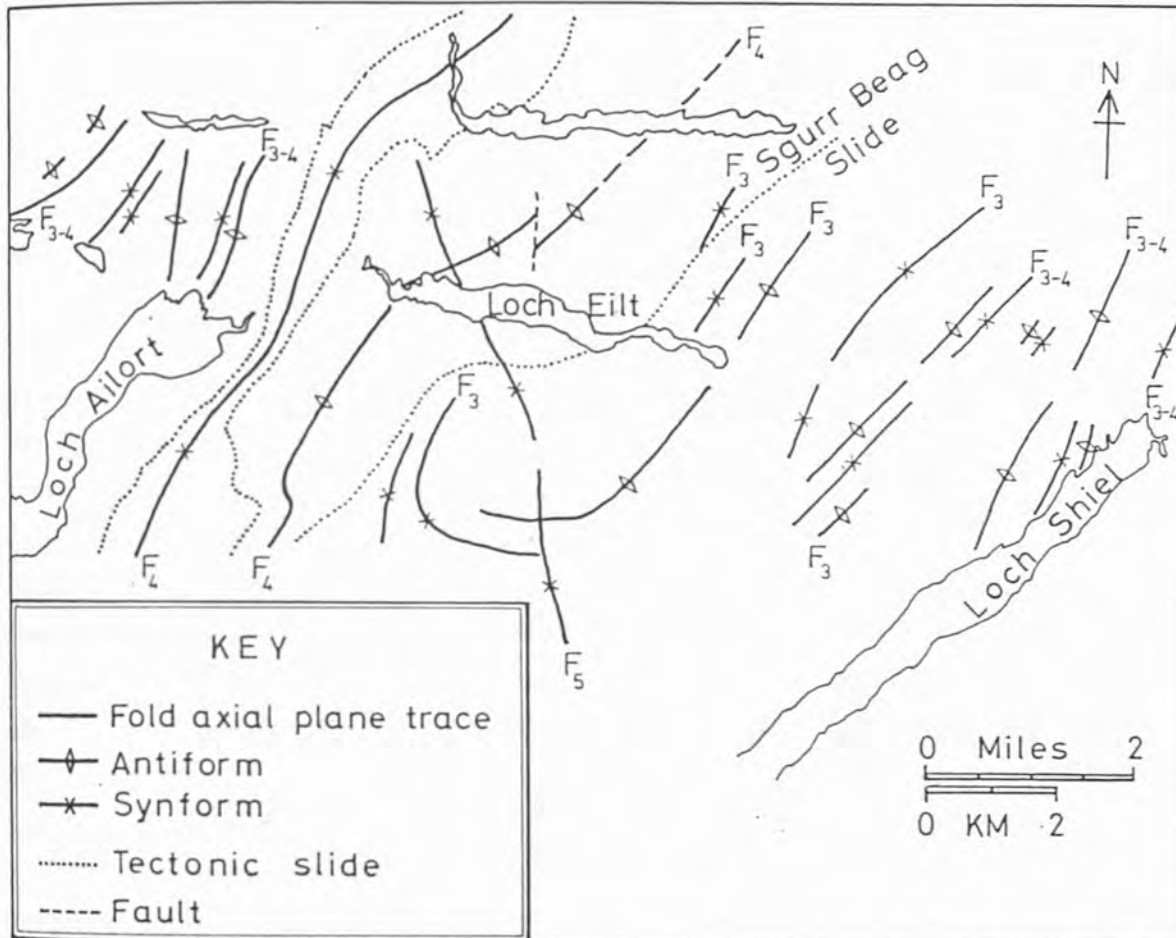 F4
N
Sgurr Beag
Slide
F3-4
F3
F3
F3
F3
F3-4
F3-4
F3-4
Loch Eilt
Loch Ailort
F3
F3-4
F3
Loch Shiel
F4
F4
F5
KEY
Fold axial plane trace
Antiform
Synform
Tectonic slide
Fault
0 Miles 2
0 KM 2